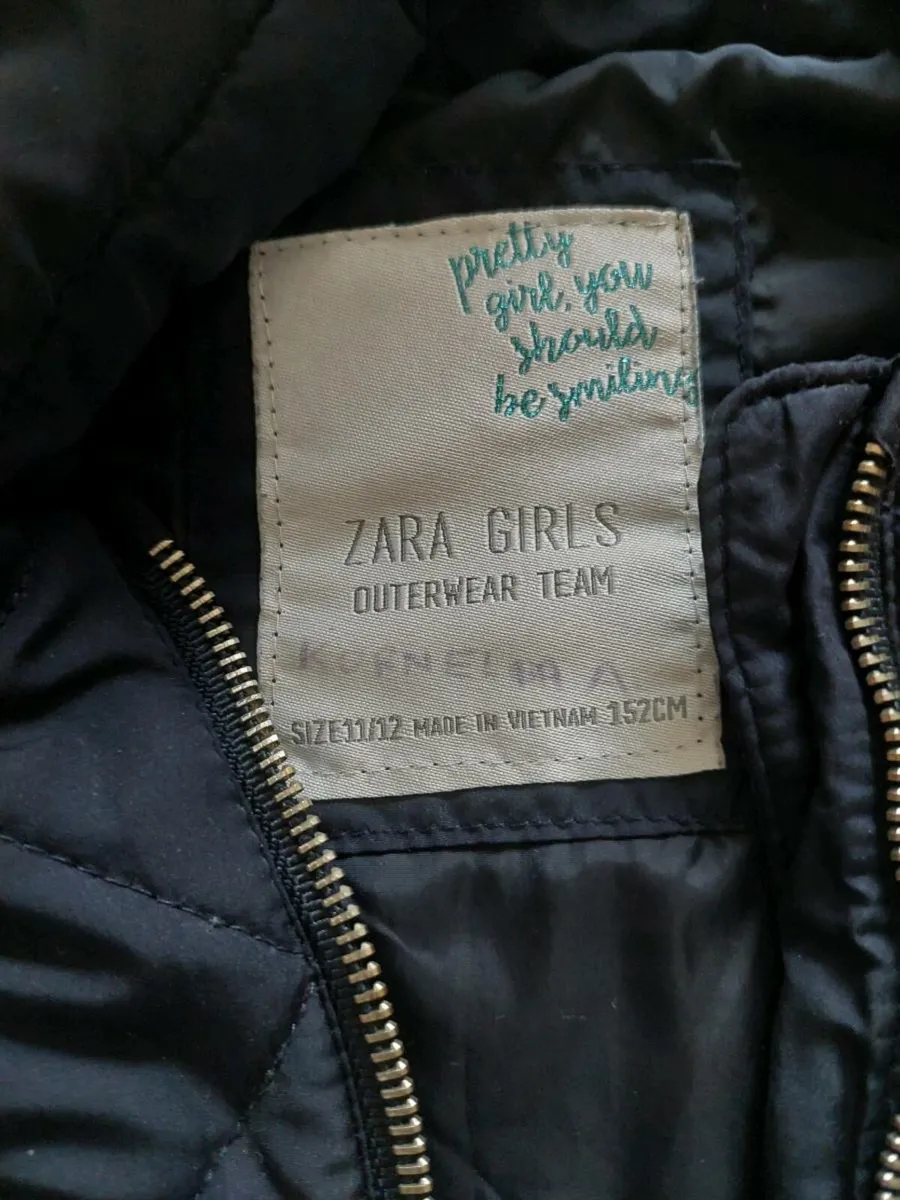 pretty
girl, you
should
be smiling
ZARA GIRLS
OUTERWEAR TEAM
SIZE11/12 MADE IN VIETNAM 152CM